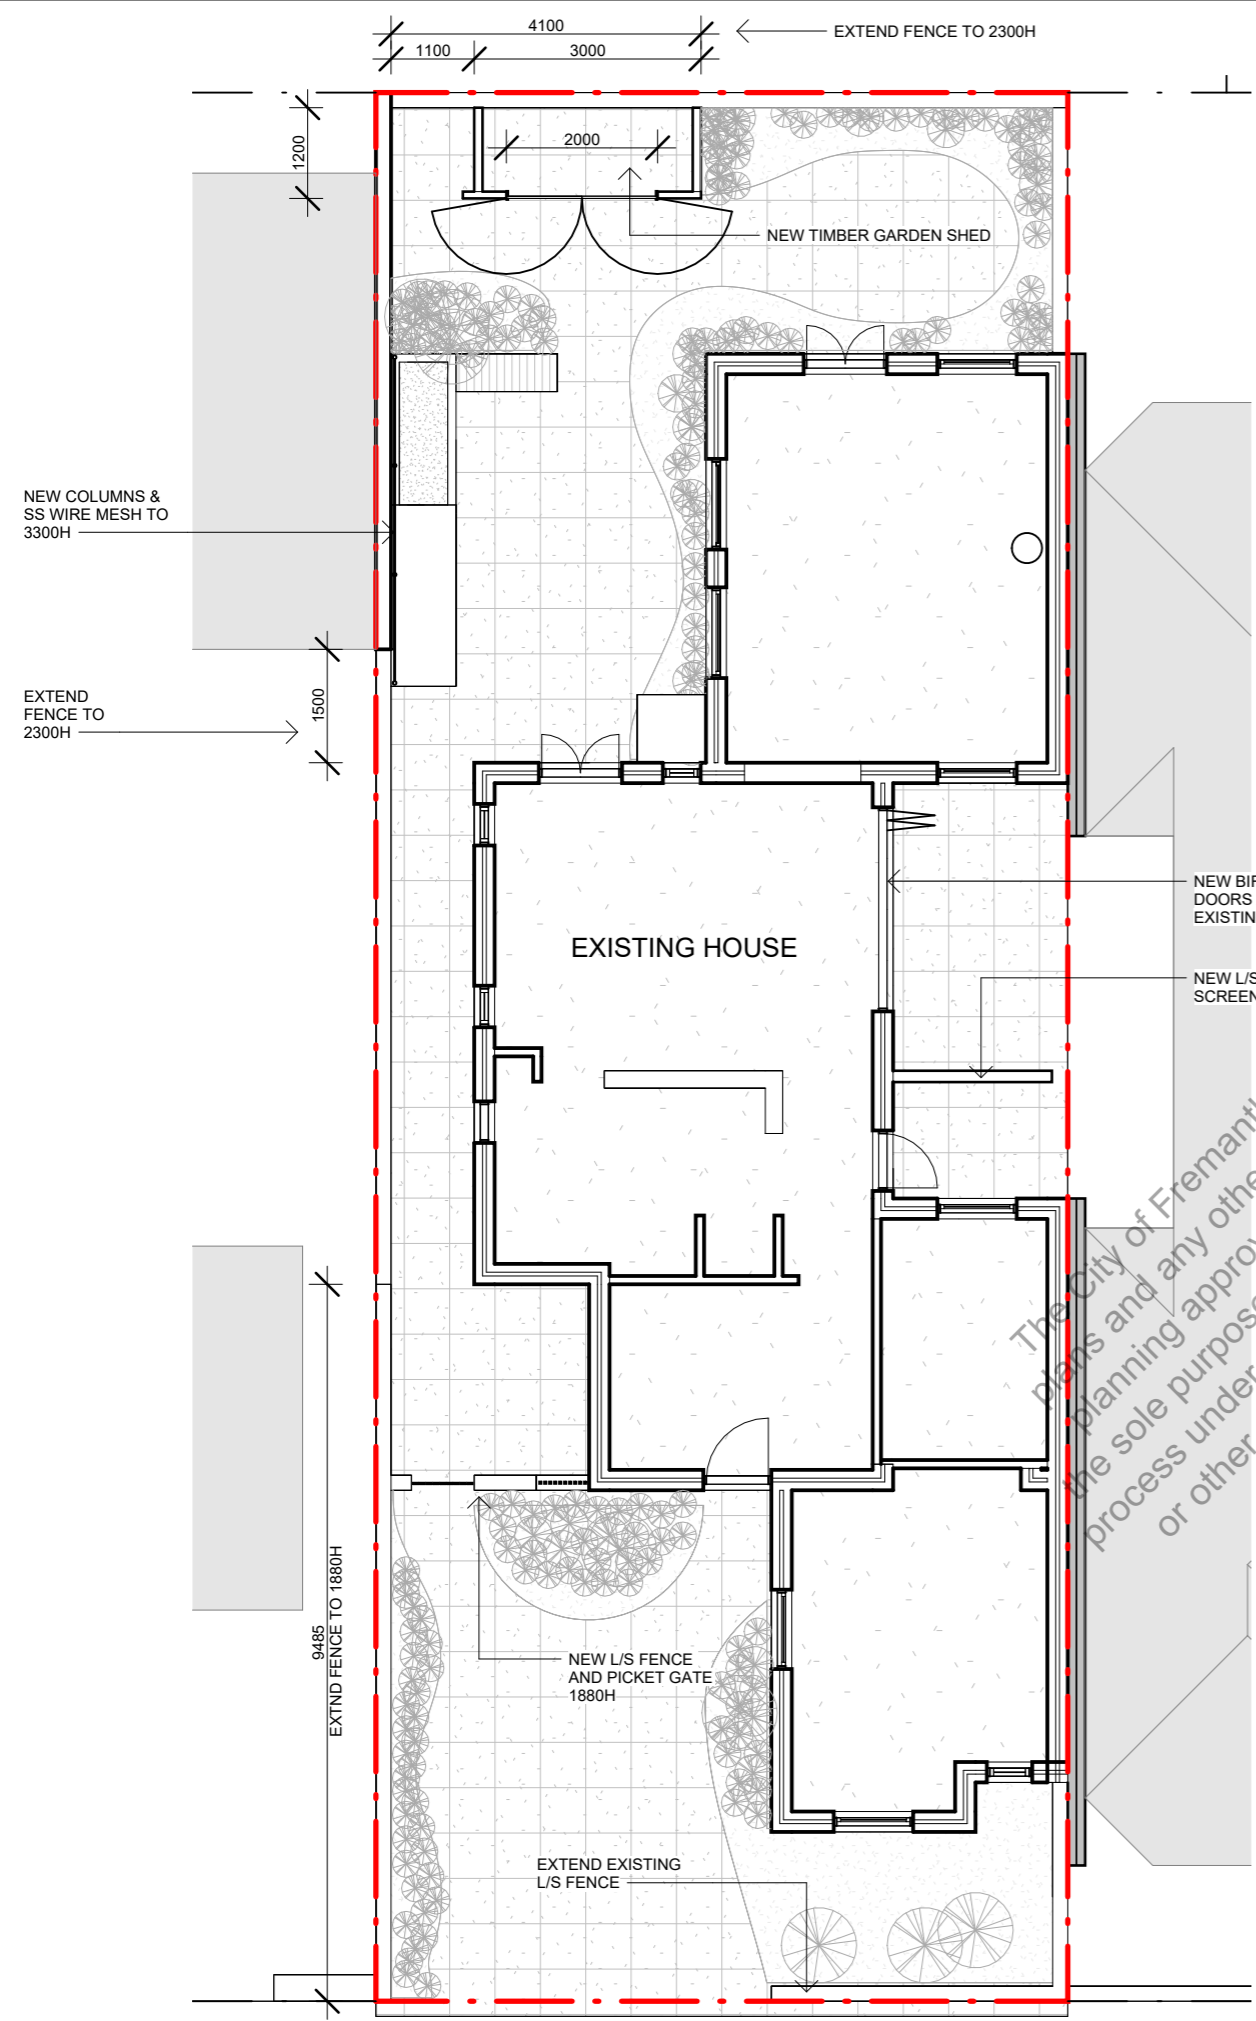 4100
EXTEND FENCE TO 2300H
1100
3000
1200
2000
NEW TIMBER GARDEN SHED
NEW COLUMNS &
SS WIRE MESH TO
3300H
EXTEND
FENCE TO
2300H
1500
NEW BIF
DOORS
EXISTIN
EXISTING HOUSE
NEW L/S
SCREEN
The City of Fremantl
plans and any othe
planning approv
the sole purpose
process under
or other
9485
EXTND FENCE TO 1880H
NEW L/S FENCE
AND PICKET GATE
1880H
EXTEND EXISTING
L/S FENCE